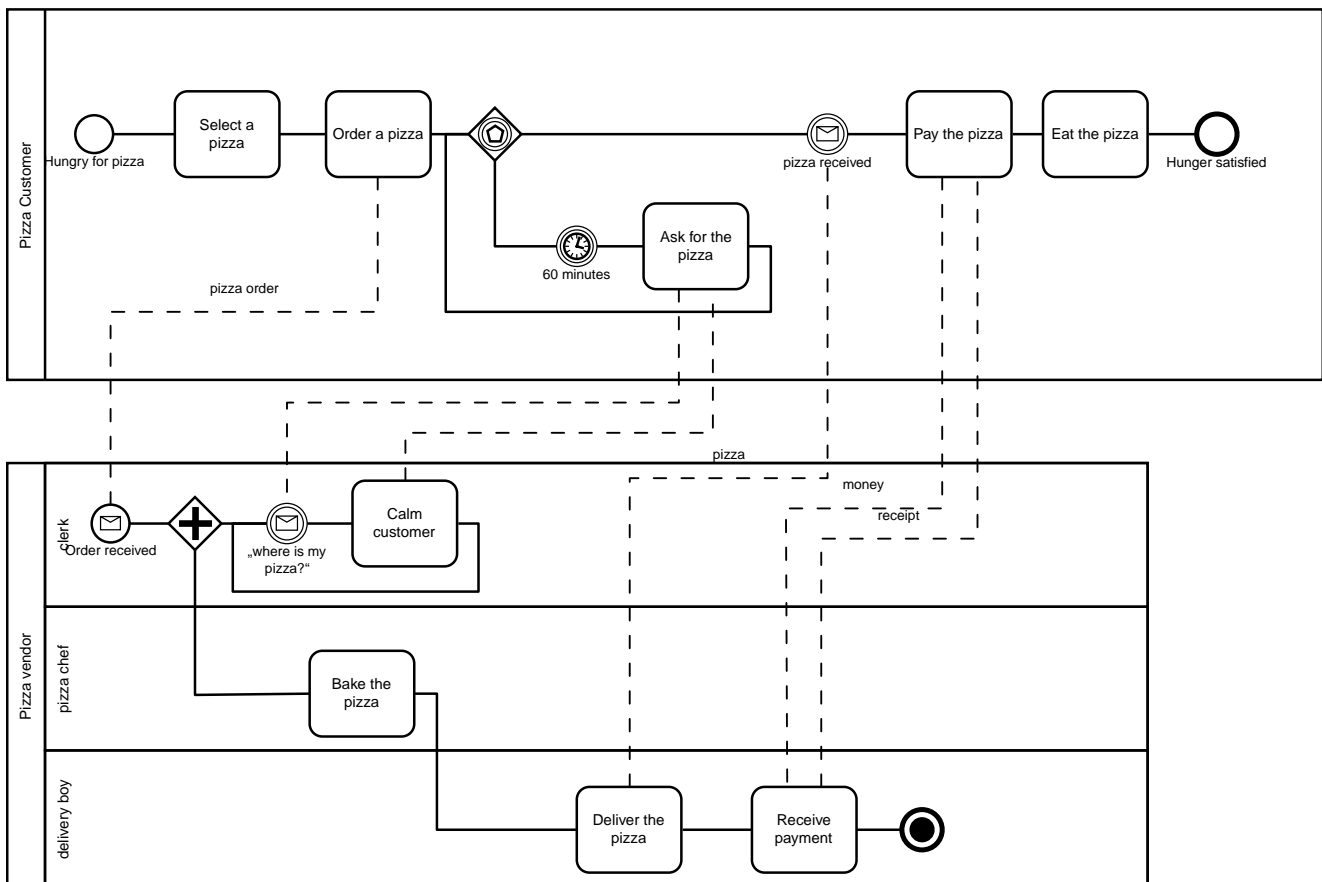 Pizza Customer
Hungry for pizza
Select a
pizza
Order a pizza
pizza received
Pay the pizza
Eat the pizza
Hunger satisfied
60 minutes
Ask for the
pizza
pizza order
pizza
money
receipt
Pizza vendor
clerk
Order received
„where is my
pizza?“
Calm
customer
pizza chef
Bake the
pizza
delivery boy
Deliver the
pizza
Receive
payment